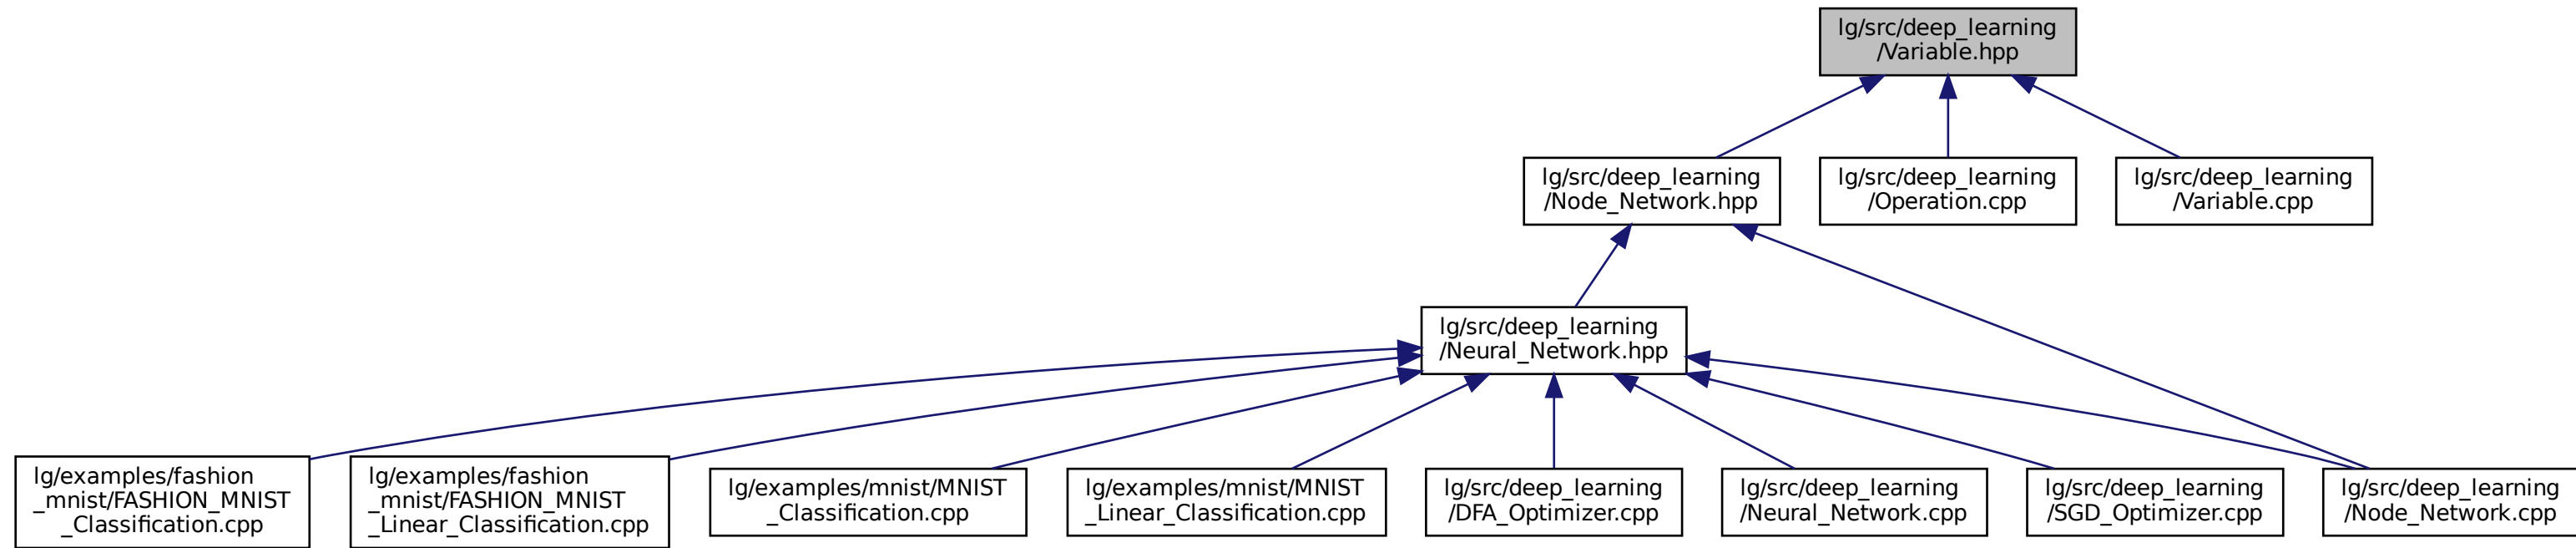 lg/src/deep_learning
/Variable.hpp
lg/src/deep_learning
/Node_Network.hpp
lg/src/deep_learning
/Operation.cpp
lg/src/deep_learning
/Variable.cpp
lg/src/deep_learning
/Neural_Network.hpp
lg/examples/fashion
_mnist/FASHION_MNIST
_Classification.cpp
lg/examples/fashion
_mnist/FASHION_MNIST
_Linear_Classification.cpp
lg/examples/mnist/MNIST
_Classification.cpp
lg/examples/mnist/MNIST
_Linear_Classification.cpp
lg/src/deep_learning
/DFA_Optimizer.cpp
lg/src/deep_learning
/Neural_Network.cpp
lg/src/deep_learning
/SGD_Optimizer.cpp
lg/src/deep_learning
/Node_Network.cpp